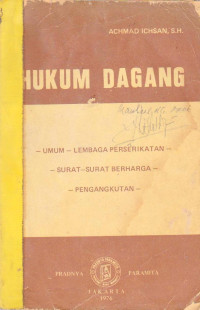 ACHMAD ICHSAN, S.H.
HUKUM DAGANG
– UMUM – LEMBAGA PERSERIKATAN –
– SURAT–SURAT BERHARGA –
– PENGANGKUTAN –
PRADNYA PARAMITA
JAKARTA